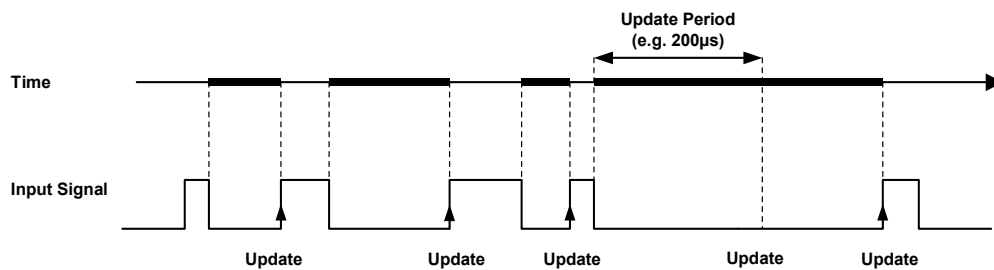 Update Period
(e.g. 200µs)
Time
Input Signal
Update
Update
Update
Update
Update